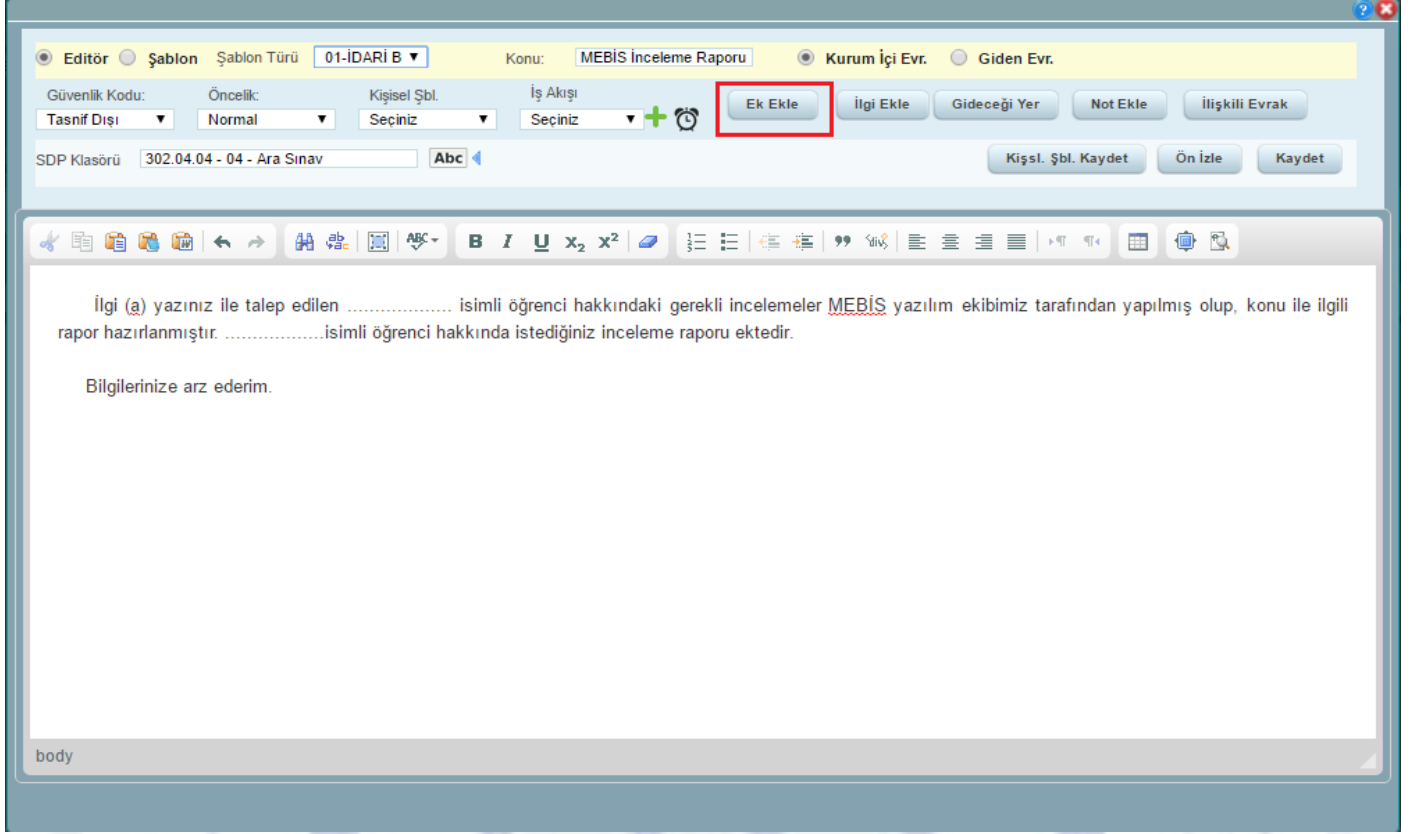 Editör Şablon Şablon Türü 01-İDARİ B Konu: MEBİS İnceleme Raporu Kurum İçi Evr. Giden Evr.
Güvenlik Kodu: Öncelik: Kişisel Şbl. İş Akışı
Tasnif Dışı Normal Seçiniz Seçiniz Ek Ekle İlgi Ekle Gideceği Yer Not Ekle İlişkili Evrak
SDP Klasörü 302.04.04 - 04 - Ara Sınav Abc Kişsl. Şbl. Kaydet Ön İzle Kaydet
İlgi (a) yazınız ile talep edilen ................... isimli öğrenci hakkındaki gerekli incelemeler MEBİS yazılım ekibimiz tarafından yapılmış olup, konu ile ilgili
rapor hazırlanmıştır. ..................isimli öğrenci hakkında istediğiniz inceleme raporu ektedir.
Bilgilerinize arz ederim.
body